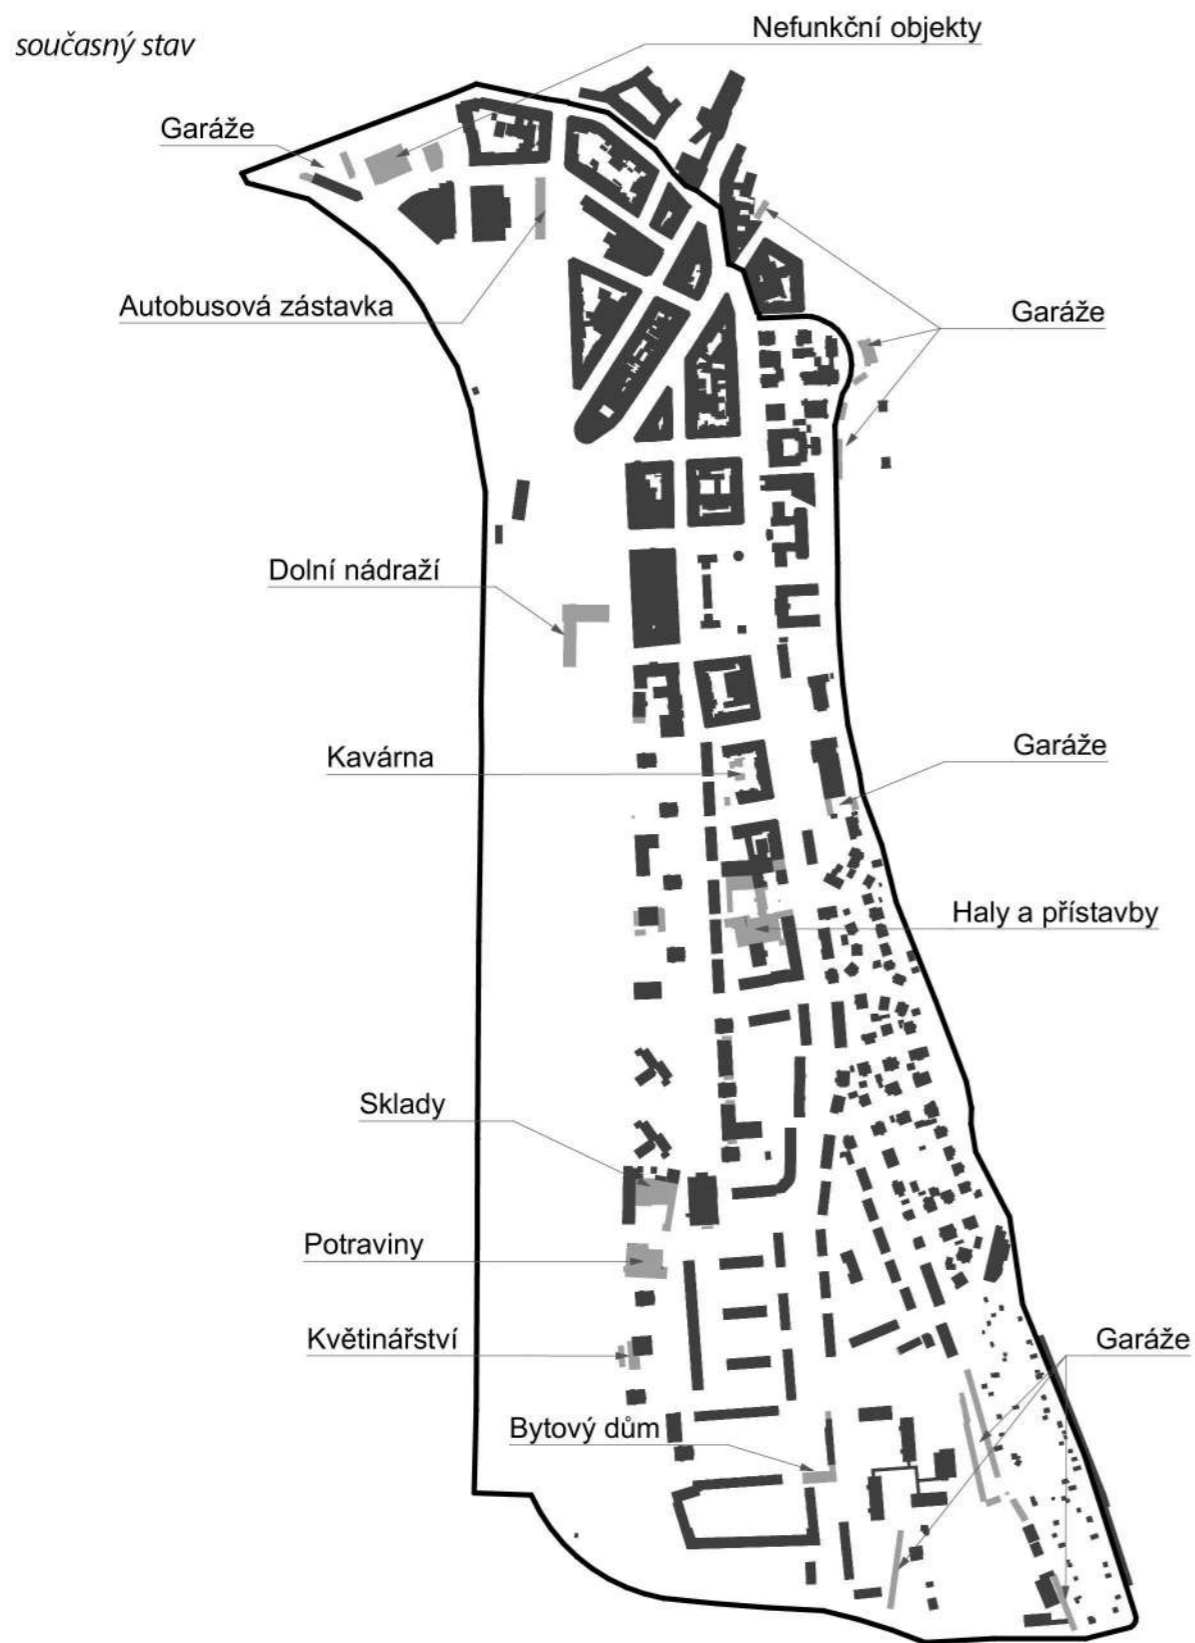 Nefunkční objekty
současný stav
Garáže
Autobusová zástavka
Garáže
Dolní nádraží
Garáže
Kavárna
Haly a přístavby
Sklady
Potraviny
Květinářství
Garáže
Bytový dům